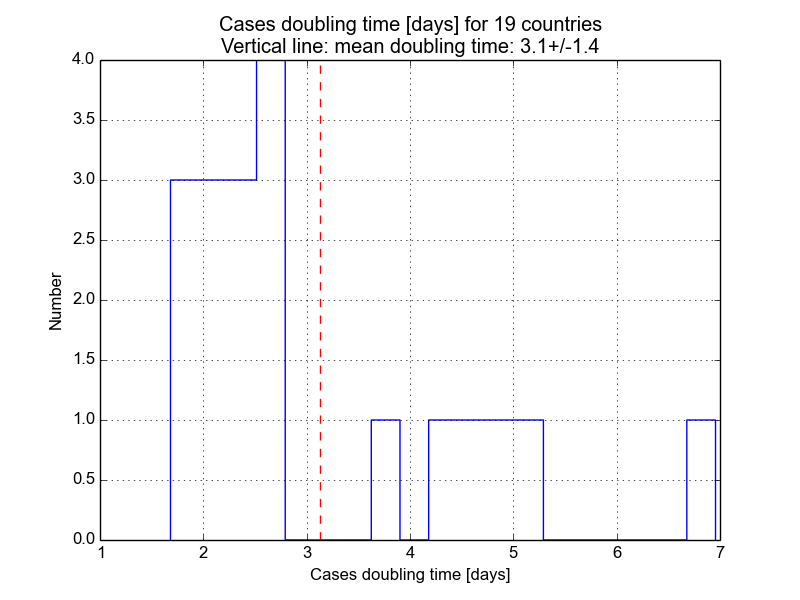 Cases doubling time [days] for 19 countries
Vertical line: mean doubling time: 3.1+/-1.4
4.0
3.5
3.0
2.5
2.0
1.5
1.0
0.5
0.0
Number
1 2 3 4 5 6 7
Cases doubling time [days]